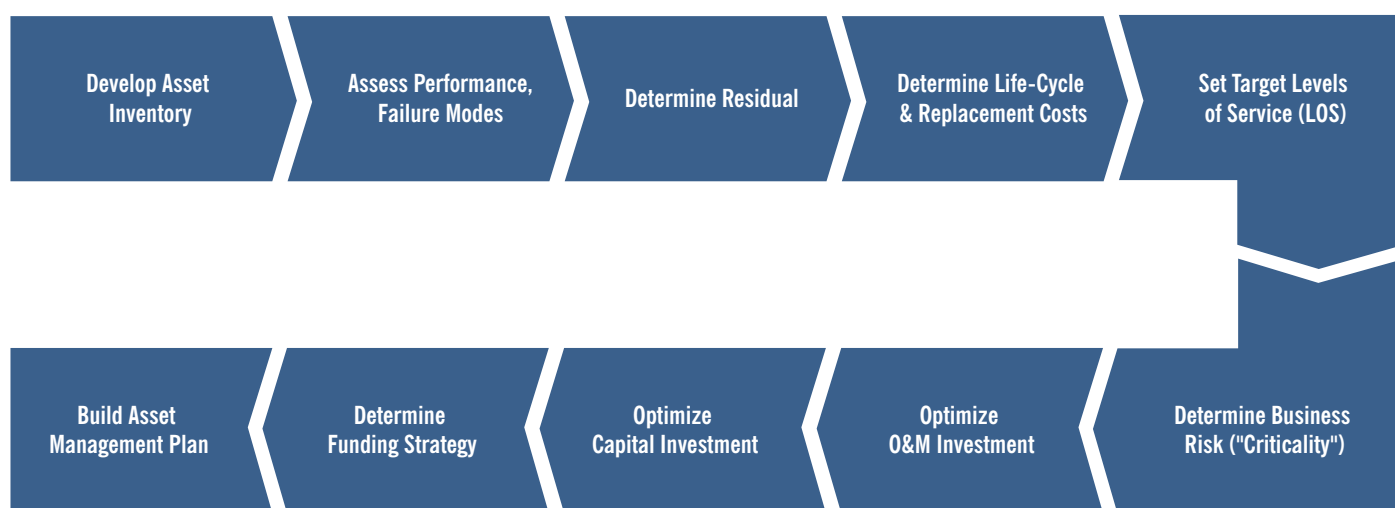 Develop Asset
Inventory
Assess Performance,
Failure Modes
Determine Residual
Determine Life-Cycle
& Replacement Costs
Set Target Levels
of Service (LOS)
Determine Business
Risk ("Criticality")
Optimize
O&M Investment
Optimize
Capital Investment
Determine
Funding Strategy
Build Asset
Management Plan